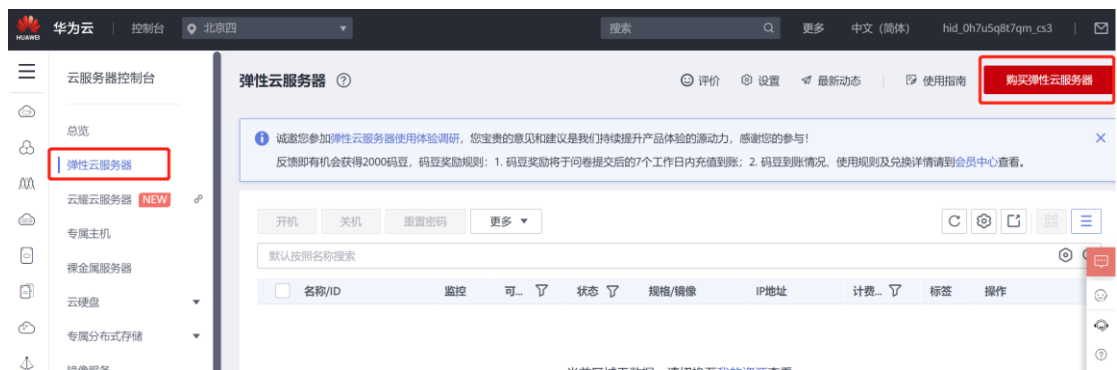 HUAWEI 华为云 控制台 北京四 搜索 更多 中文（简体） hid_0h7u5q8t7qm_cs3
云服务器控制台
弹性云服务器 评价 设置 最新动态 使用指南 购买弹性云服务器
总览
弹性云服务器
云耀云服务器 NEW
专属主机
裸金属服务器
云硬盘
专属分布式存储
诚邀您参加弹性云服务器使用体验调研，您宝贵的意见和建议是我们持续提升产品体验的源动力，感谢您的参与!
反馈即有机会获得2000码豆，码豆奖励规则：1. 码豆奖励将于问卷提交后的7个工作日内充值到账；2. 码豆到账情况、使用规则及兑换详情请到会员中心查看。
开机 关机 重置密码 更多
默认按照名称搜索
名称/ID 监控 可... 状态 规格/镜像 IP地址 计费... 标签 操作